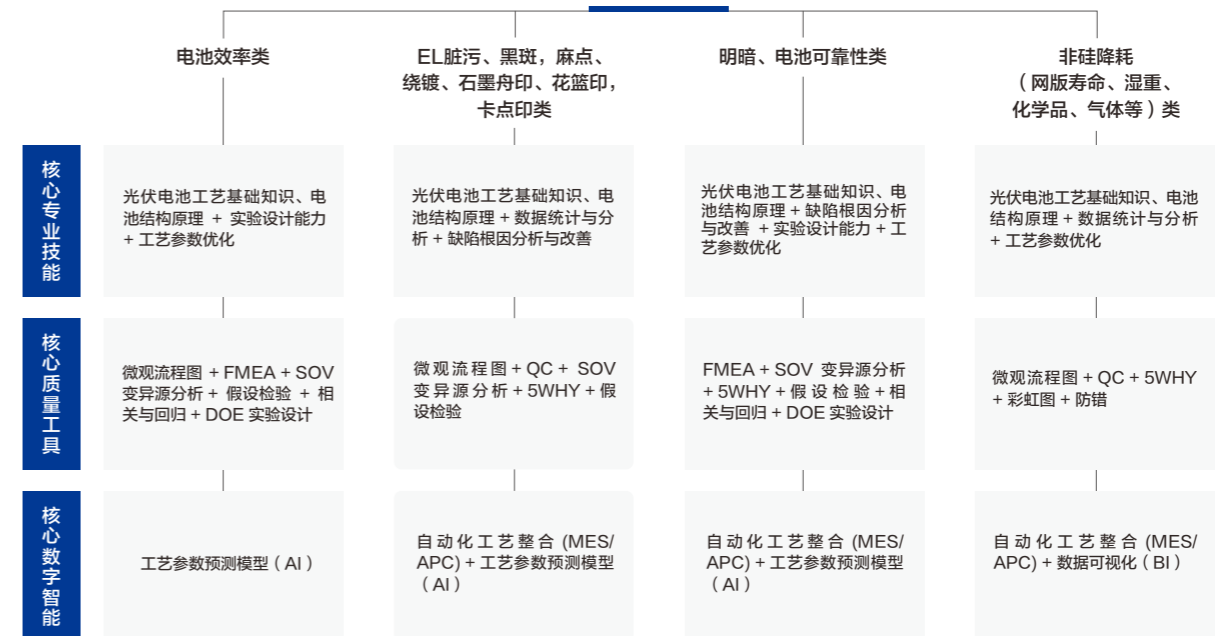 电池效率类
EL脏污、黑斑，麻点、
绕镀、石墨舟印、花篮印，
卡点印类
明暗、电池可靠性类
非硅降耗
（网版寿命、湿重、
化学品、气体等）类
核心专业技能
光伏电池工艺基础知识、电
池结构原理 + 实验设计能力
+ 工艺参数优化
光伏电池工艺基础知识、电
池结构原理 + 数据统计与分
析 + 缺陷根因分析与改善
光伏电池工艺基础知识、电
池结构原理 + 缺陷根因分析
与改善 + 实验设计能力 + 工
艺参数优化
光伏电池工艺基础知识、电池
结构原理 + 数据统计与分析
+ 工艺参数优化
核心质量工具
微观流程图 + FMEA + SOV
变异源分析 + 假设检验 + 相
关与回归 + DOE 实验设计
微观流程图 + QC + SOV
变异源分析 + 5WHY + 假
设检验
FMEA + SOV 变异源分析
+ 5WHY + 假设检验 + 相
关与回归 + DOE 实验设计
微观流程图 + QC + 5WHY
+ 彩虹图 + 防错
核心数字智能
工艺参数预测模型（AI）
自动化工艺整合 (MES/
APC) + 工艺参数预测模型
（AI）
自动化工艺整合 (MES/
APC) + 工艺参数预测模型
（AI）
自动化工艺整合 (MES/
APC) + 数据可视化（BI）